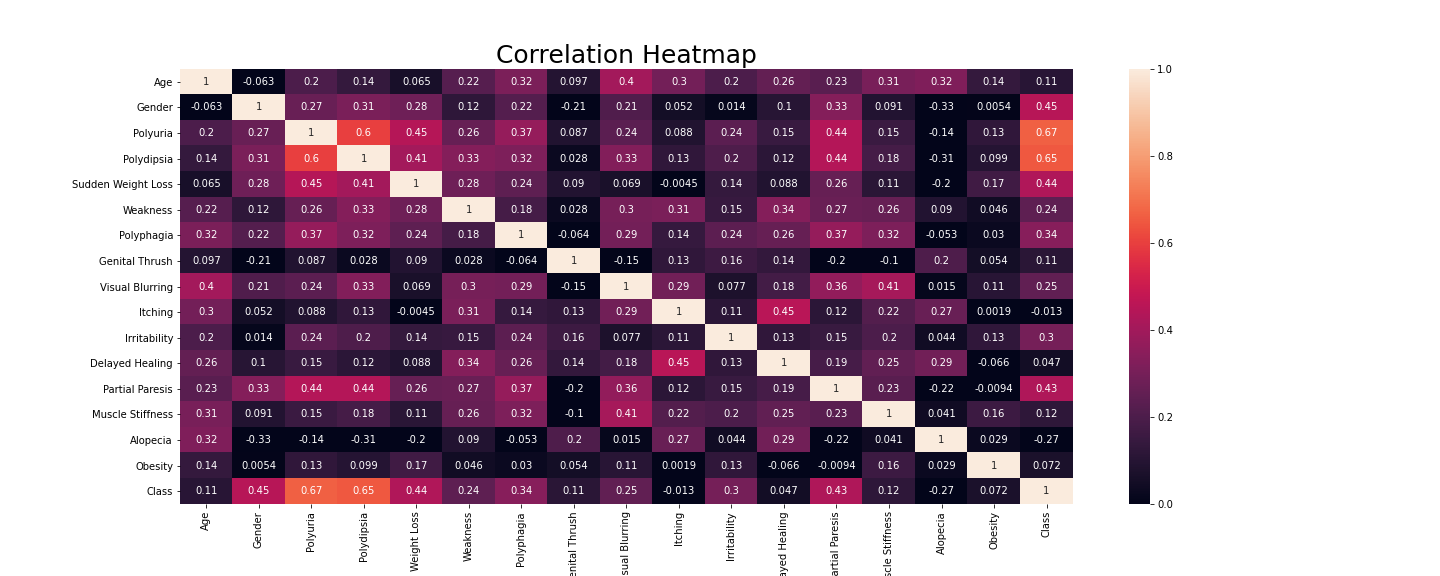 Correlation Heatmap
Age 1 -0.063 0.2 0.14 0.065 0.22 0.32 0.097 0.4 0.3 0.2 0.26 0.23 0.31 0.32 0.14 0.11
Gender -0.063 1 0.27 0.31 0.28 0.12 0.22 -0.21 0.21 0.052 0.014 0.1 0.33 0.091 -0.33 0.0054 0.45
Polyuria 0.2 0.27 1 0.6 0.45 0.26 0.37 0.087 0.24 0.088 0.24 0.15 0.44 0.15 -0.14 0.13 0.67
Polydipsia 0.14 0.31 0.6 1 0.41 0.33 0.32 0.028 0.33 0.13 0.2 0.12 0.44 0.18 -0.31 0.099 0.65
Sudden Weight Loss 0.065 0.28 0.45 0.41 1 0.28 0.24 0.09 0.069 -0.0045 0.14 0.088 0.26 0.11 -0.2 0.17 0.44
Weakness 0.22 0.12 0.26 0.33 0.28 1 0.18 0.028 0.3 0.31 0.15 0.34 0.27 0.26 0.09 0.046 0.24
Polyphagia 0.32 0.22 0.37 0.32 0.24 0.18 1 -0.064 0.29 0.14 0.24 0.26 0.37 0.32 -0.053 0.03 0.34
Genital Thrush 0.097 -0.21 0.087 0.028 0.09 0.028 -0.064 1 -0.15 0.13 0.16 0.14 -0.2 -0.1 0.2 0.054 0.11
Visual Blurring 0.4 0.21 0.24 0.33 0.069 0.3 0.29 -0.15 1 0.29 0.077 0.18 0.36 0.41 0.015 0.11 0.25
Itching 0.3 0.052 0.088 0.13 -0.0045 0.31 0.14 0.13 0.29 1 0.11 0.45 0.12 0.22 0.27 0.0019 -0.013
Irritability 0.2 0.014 0.24 0.2 0.14 0.15 0.24 0.16 0.077 0.11 1 0.13 0.15 0.2 0.044 0.13 0.3
Delayed Healing 0.26 0.1 0.15 0.12 0.088 0.34 0.26 0.14 0.18 0.45 0.13 1 0.19 0.25 0.29 -0.066 0.047
Partial Paresis 0.23 0.33 0.44 0.44 0.26 0.27 0.37 -0.2 0.36 0.12 0.15 0.19 1 0.23 -0.22 -0.0094 0.43
Muscle Stiffness 0.31 0.091 0.15 0.18 0.11 0.26 0.32 -0.1 0.41 0.22 0.2 0.25 0.23 1 0.041 0.16 0.12
Alopecia 0.32 -0.33 -0.14 -0.31 -0.2 0.09 -0.053 0.2 0.015 0.27 0.044 0.29 -0.22 0.041 1 0.029 -0.27
Obesity 0.14 0.0054 0.13 0.099 0.17 0.046 0.03 0.054 0.11 0.0019 0.13 -0.066 -0.0094 0.16 0.029 1 0.072
Class 0.11 0.45 0.67 0.65 0.44 0.24 0.34 0.11 0.25 -0.013 0.3 0.047 0.43 0.12 -0.27 0.072 1
Age
Gender
Polyuria
Polydipsia
Weight Loss
Weakness
Polyphagia
enital Thrush
sual Blurring
Itching
Irritability
ayed Healing
artial Paresis
scle Stiffness
Alopecia
Obesity
Class
1.0
0.8
0.6
0.4
0.2
0.0